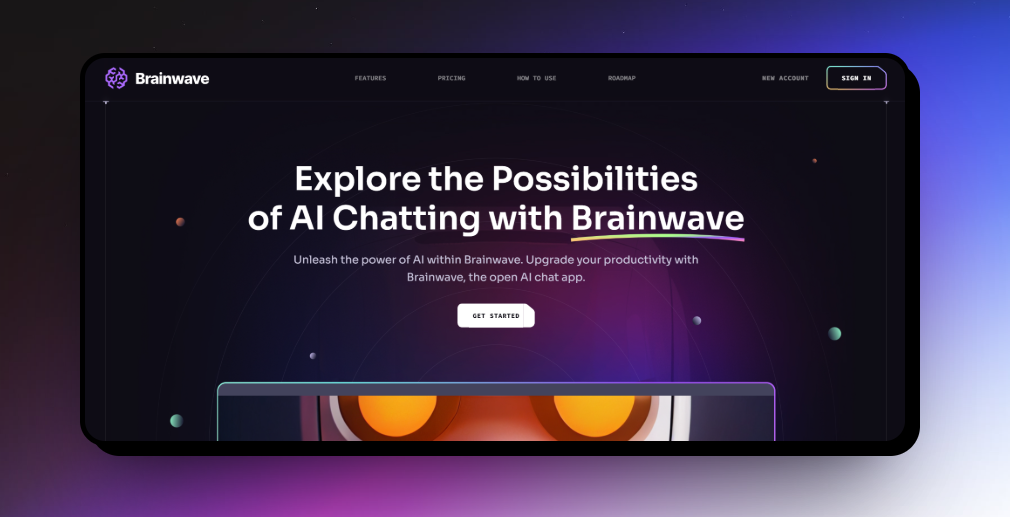 Brainwave
FEATURES
PRICING
HOW TO USE
ROADMAP
NEW ACCOUNT
SIGN IN
Explore the Possibilities
of AI Chatting with Brainwave
Unleash the power of AI within Brainwave. Upgrade your productivity with
Brainwave, the open AI chat app.
GET STARTED